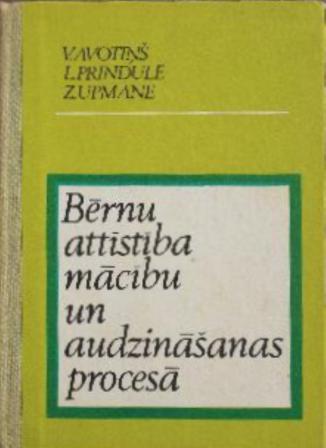 V.AVOTIŅŠ
L.PRINDULE
Z.UPMANE
Bērnu
attīstība
mācību
un
audzināšanas
procesā